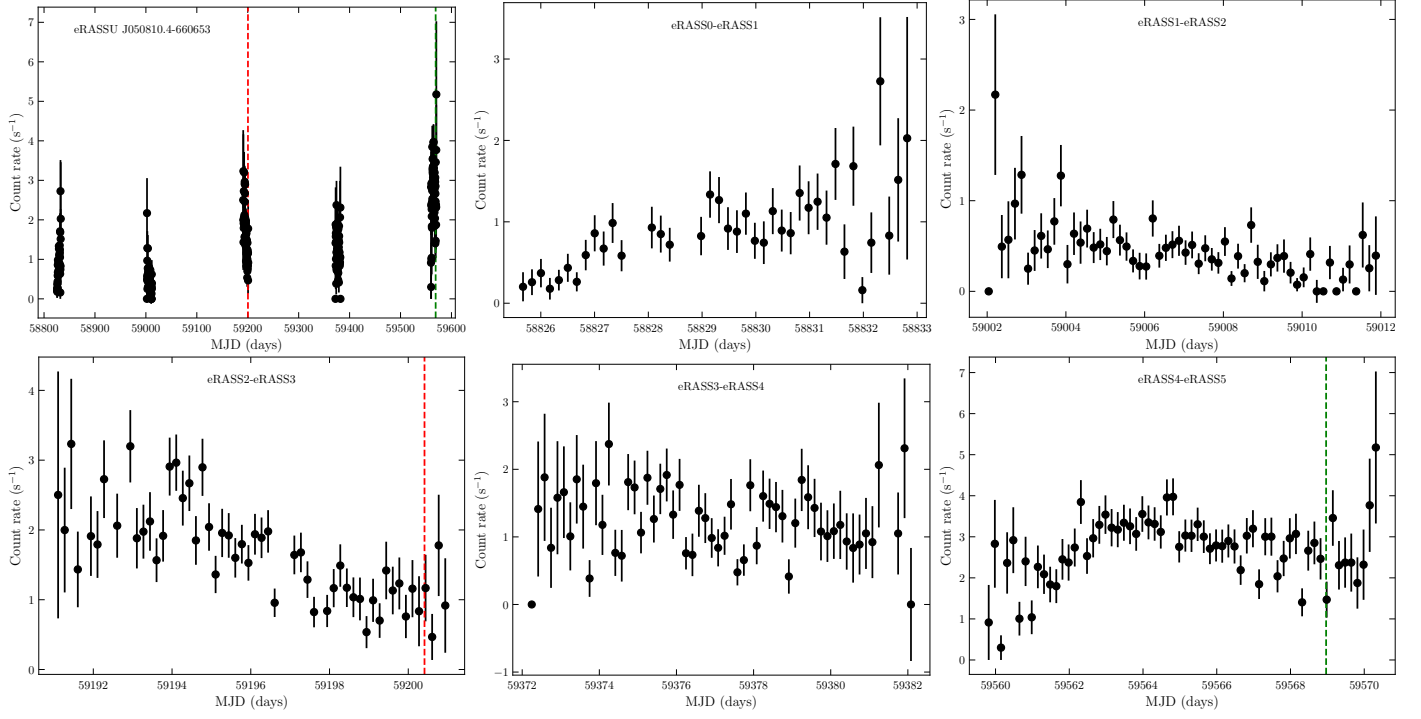 eRASSU J050810.4-660653
Count rate (s⁻¹)
7
6
5
4
3
2
1
0
58800 58900 59000 59100 59200 59300 59400 59500 59600
MJD (days)
eRASS0-eRASS1
Count rate (s⁻¹)
3
2
1
0
58826 58827 58828 58829 58830 58831 58832 58833
MJD (days)
eRASS1-eRASS2
Count rate (s⁻¹)
3
2
1
0
59002 59004 59006 59008 59010 59012
MJD (days)
eRASS2-eRASS3
Count rate (s⁻¹)
4
3
2
1
0
59192 59194 59196 59198 59200
MJD (days)
eRASS3-eRASS4
Count rate (s⁻¹)
3
2
1
0
−1
59372 59374 59376 59378 59380 59382
MJD (days)
eRASS4-eRASS5
Count rate (s⁻¹)
7
6
5
4
3
2
1
0
59560 59562 59564 59566 59568 59570
MJD (days)